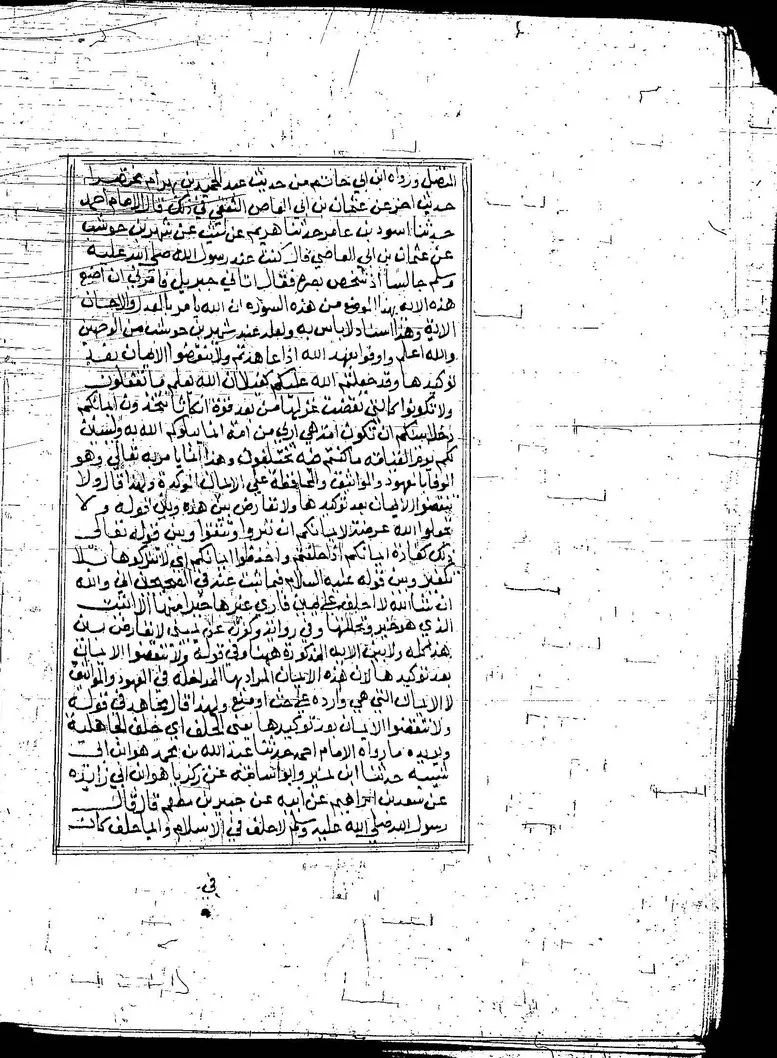 المفضل ورواه ابن ابي حاتم من حديث عبد الحميد بن بهرام مختصرا
حديث اخر عن عثمان بن ابي العاص الثقفي في ذلك قال الامام احمد
حدثنا اسود بن عامر حدثنا هريم عن ليث عن شهر بن حوشب
عن عثمان بن ابي العاصي قال كنت عند رسول الله صلى الله عليه
وسلم جالسا اذ شخص بصره فقال اتاني جبريل فامرني ان اضع
هذه الاية بهذا الموضع من هذه السوره ان الله يامر بالعدل والاحسان
الاية وهذا اسناد لا باس به ولعله عند شهر بن حوشب من الوجهين
والله اعلم واوفوا بعهد الله اذا عاهدتم ولا تنقضوا الايمان بعد
توكيدها وقد جعلتم الله عليكم كفيلا ان الله يعلم ما تفعلون
ولا تكونوا كالتي نقضت غزلها من بعد قوة انكاثا تتخذون ايمانكم
دخلا بينكم ان تكون امة هي اربي من امة انما يبلوكم الله به وليبينن
لكم يوم القيامة ما كنتم فيه تختلفون وهذا مما يامر به تعالى وهو
الوفا بالعهود والمواثيق والمحافظة على الايمان الموكدة ولهذا قال ولا
تنقضوا الايمان بعد توكيدها ولا تعارض بين هذه وبين قوله ولا
تجعلوا الله عرضة لايمانكم ان تبروا وتتقوا وبين قوله تعالى
ذلك كفارة ايمانكم اذا حلفتم واحفظوا ايمانكم اي لا تتركوها بلا
تكفير وبين قوله عليه السلام فيما ثبت عنه في الصحيحين اني والله
ان شا الله لا احلف على يمين فاري غيرها خيرا منها الا اتيت
الذي هو خير وتحللتها وفي رواية وكفرت عن يميني لا تعارض بين
هذا كله ولا بين الاية المذكورة ههنا وهي قوله ولا تنقضوا الايمان
بعد توكيدها لان هذه الايمان المراد بها الداخلة في العهود والمواثيق
لا الايمان التي هي وارده على حث او منع ولهذا قال مجاهد في قوله
ولا تنقضوا الايمان بعد توكيدها يعني الحلف اي حلف الجاهلية
ويؤيده ما رواه الامام احمد حدثنا عبد الله بن محمد هو ابن ابي
شيبه حدثنا ابن نمير وابو اسامة عن زكريا هو ابن ابي زايده
عن سعد بن ابراهيم عن ابيه عن جبير بن مطعم قال قال
رسول الله صلى الله عليه وسلم لا حلف في الاسلام وايما حلف كان
في